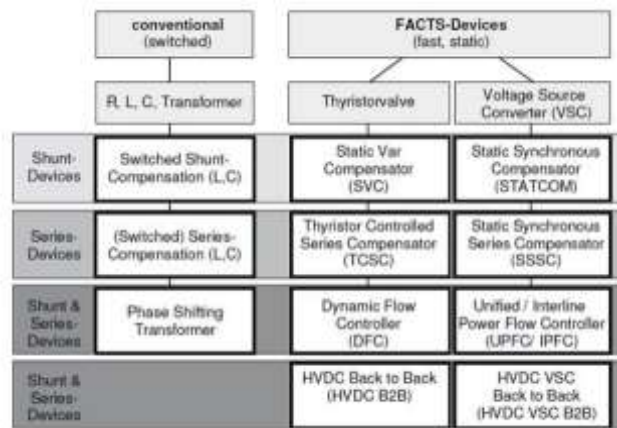 conventional
(switched)
FACTS-Devices
(fast, static)
R, L, C, Transformer
Thyristorvalve
Voltage Source
Converter (VSC)
Shunt-
Devices
Switched Shunt-
Compensation (L,C)
Static Var
Compensator
(SVC)
Static Synchronous
Compensator
(STATCOM)
Series-
Devices
(Switched) Series-
Compensation (L,C)
Thyristor Controlled
Series Compensator
(TCSC)
Static Synchronous
Series Compensator
(SSSC)
Shunt &
Series-
Devices
Phase Shifting
Transformer
Dynamic Flow
Controller
(DFC)
Unified / Interline
Power Flow Controller
(UPFC/ IPFC)
Shunt &
Series-
Devices
HVDC Back to Back
(HVDC B2B)
HVDC VSC
Back to Back
(HVDC VSC B2B)